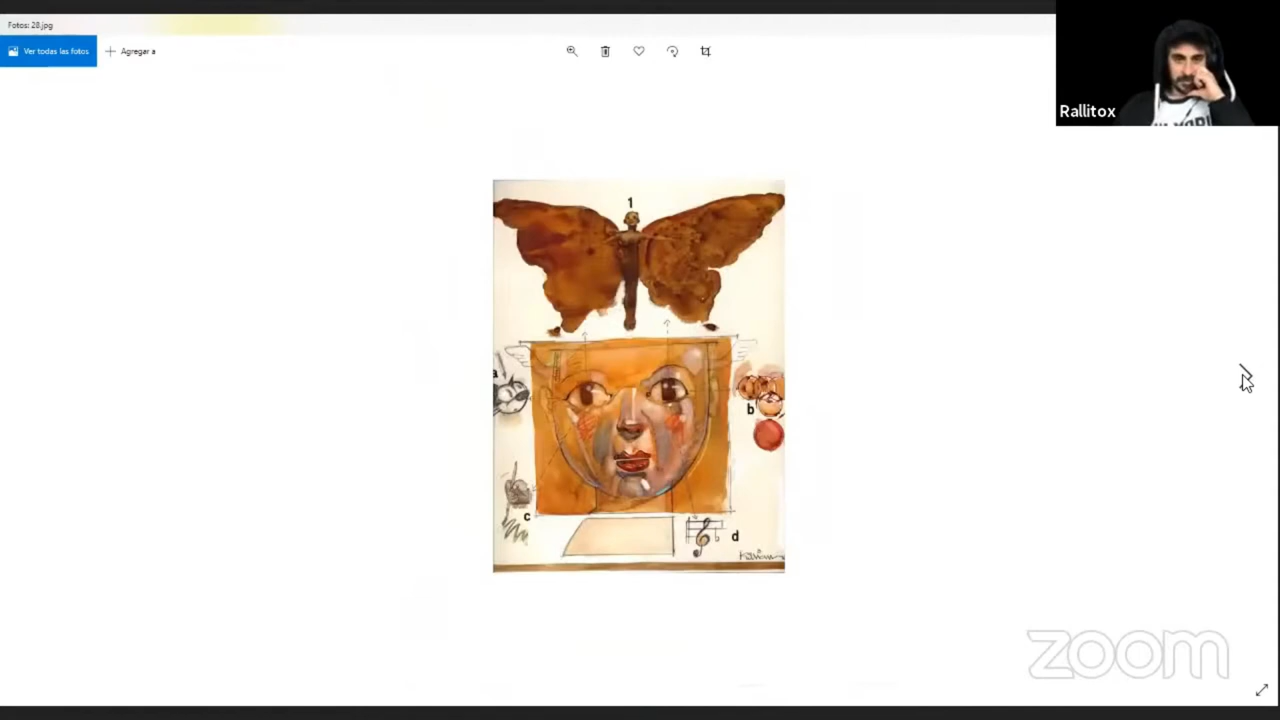 Fotos: 28.jpg
Ver todas las fotos
Agregar a
Rallitox
1
a
b
c
d
zoom